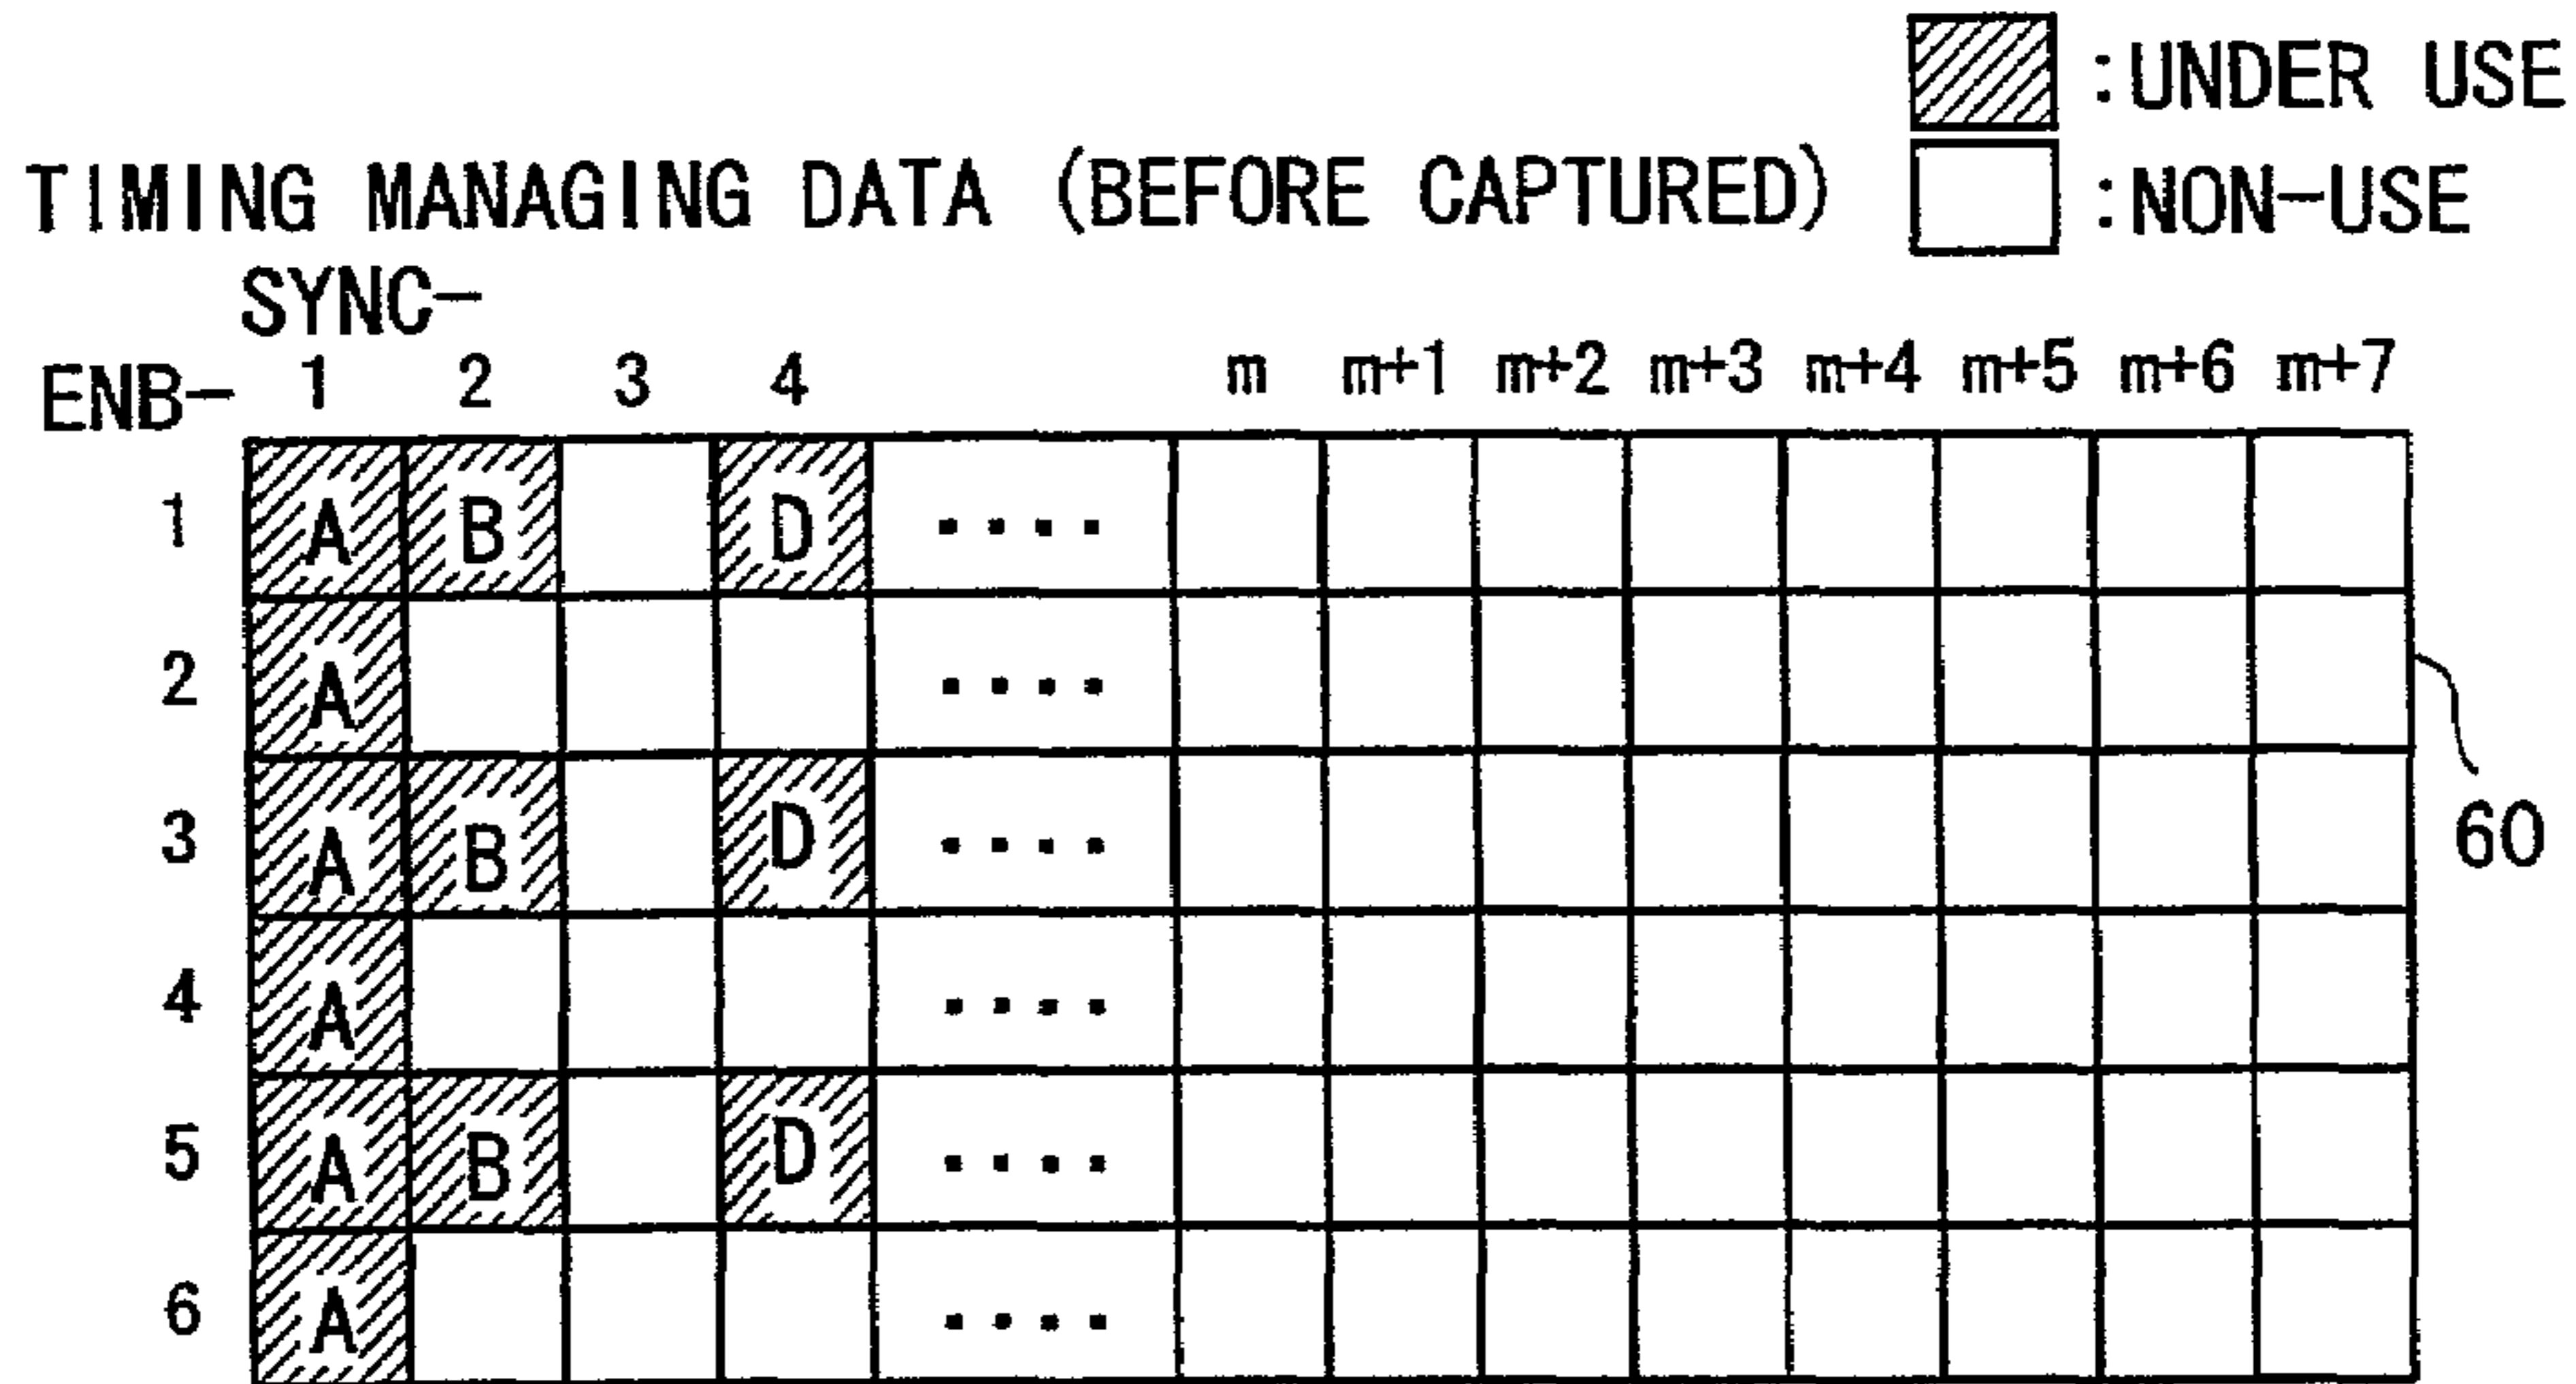 :UNDER USE
TIMING MANAGING DATA (BEFORE CAPTURED)
:NON-USE
SYNC-
ENB- 1 2 3 4 m m+1 m+2 m+3 m+4 m+5 m+6 m+7
1 A B D ....
2 A ....
3 A B D ....
60
4 A ....
5 A B D ....
6 A ....